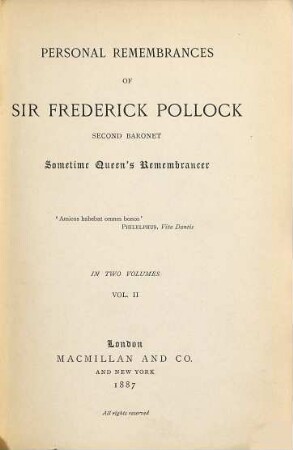 PERSONAL REMEMBRANCES
OF
SIR FREDERICK POLLOCK
SECOND BARONET
Sometime Queen's Remembrancer
'Amicos habebat omnes bonos'
PHILELPHUS, Vita Dantis
IN TWO VOLUMES
VOL. II
London
MACMILLAN AND CO.
AND NEW YORK
1887
All rights reserved